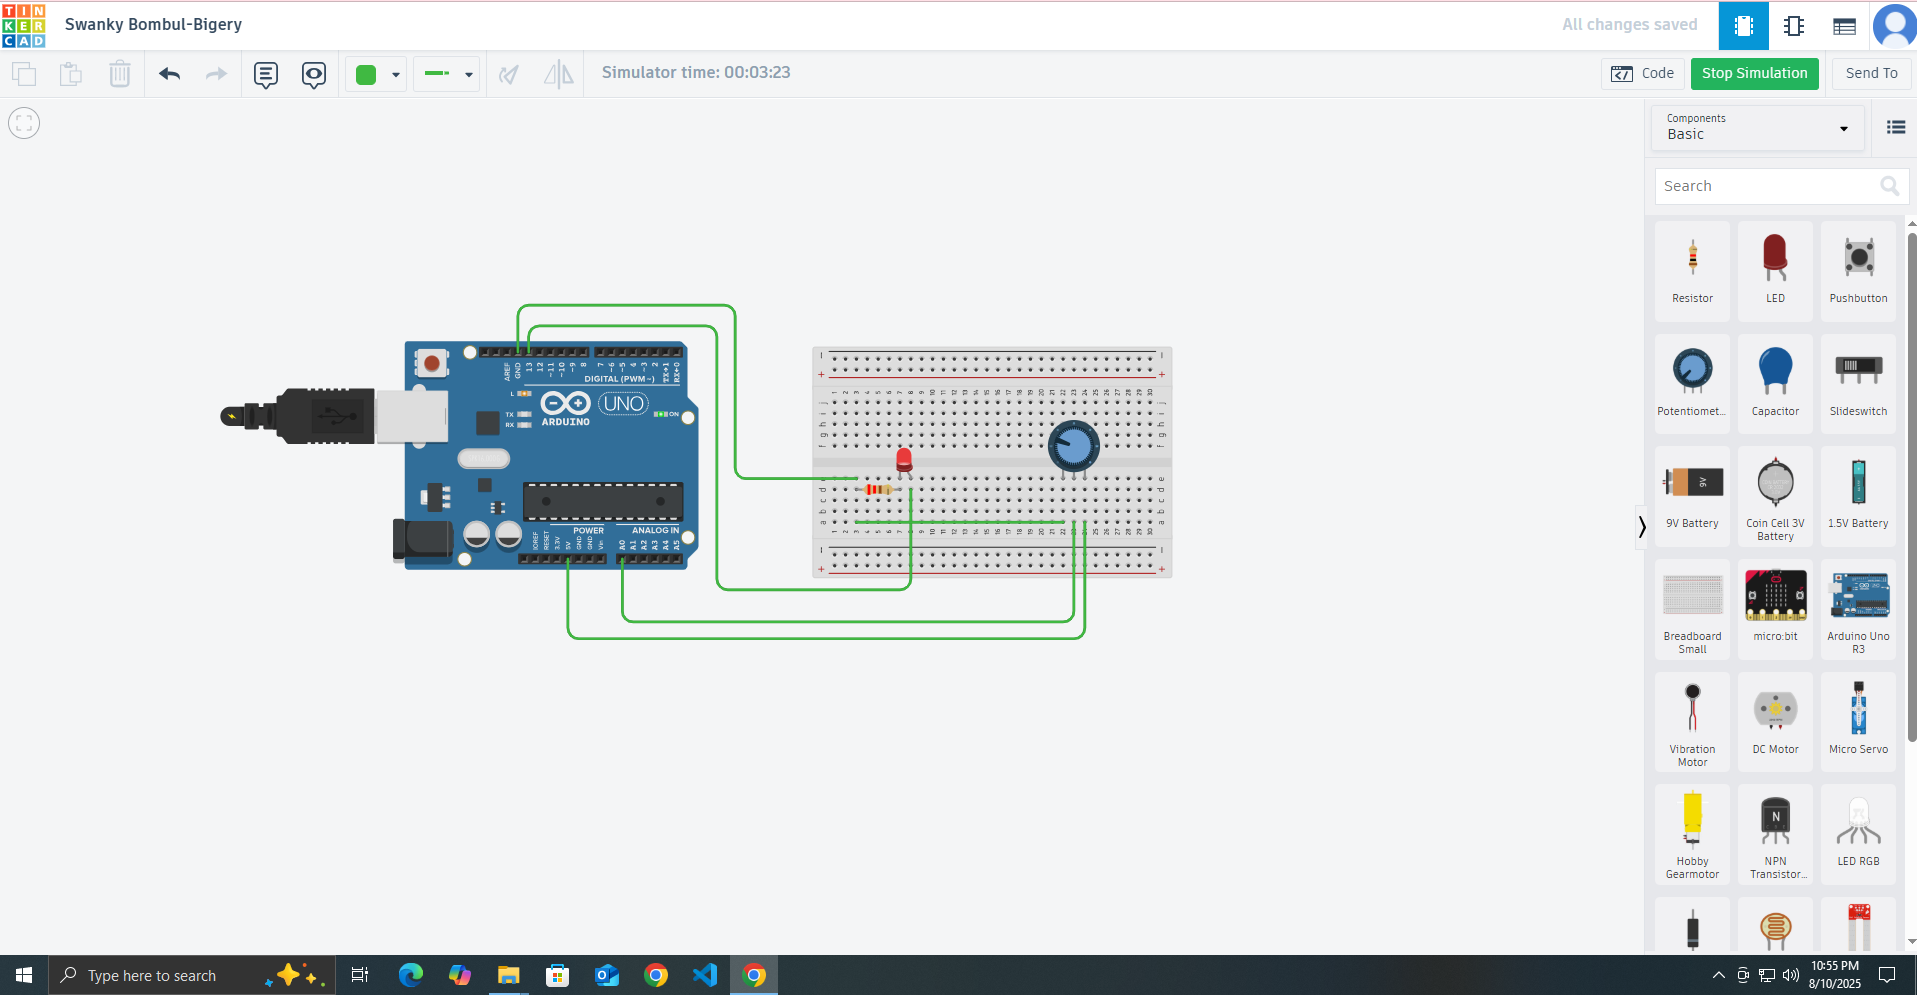 TIN
KER
CAD
Swanky Bombul-Bigery
All changes saved
Simulator time: 00:03:23
Code
Stop Simulation
Send To
Components
Basic
Search
Resistor
LED
Pushbutton
Potentiomet...
Capacitor
Slideswitch
9V
9V Battery
Coin Cell 3V
Battery
1.5V Battery
Breadboard
Small
micro:bit
Arduino Uno
R3
Vibration
Motor
DC Motor
Micro Servo
Hobby
Gearmotor
N
NPN
Transistor...
LED RGB
AREF
GND
13
12
~11
~10
~9
8
7
~6
~5
4
~3
2
TX→1
RX←0
DIGITAL (PWM~)
L
TX
RX
UNO
ARDUINO
ON
POWER
ANALOG IN
IOREF
RESET
3.3V
5V
GND
GND
Vin
A0
A1
A2
A3
A4
A5
Type here to search
10:55 PM
8/10/2025